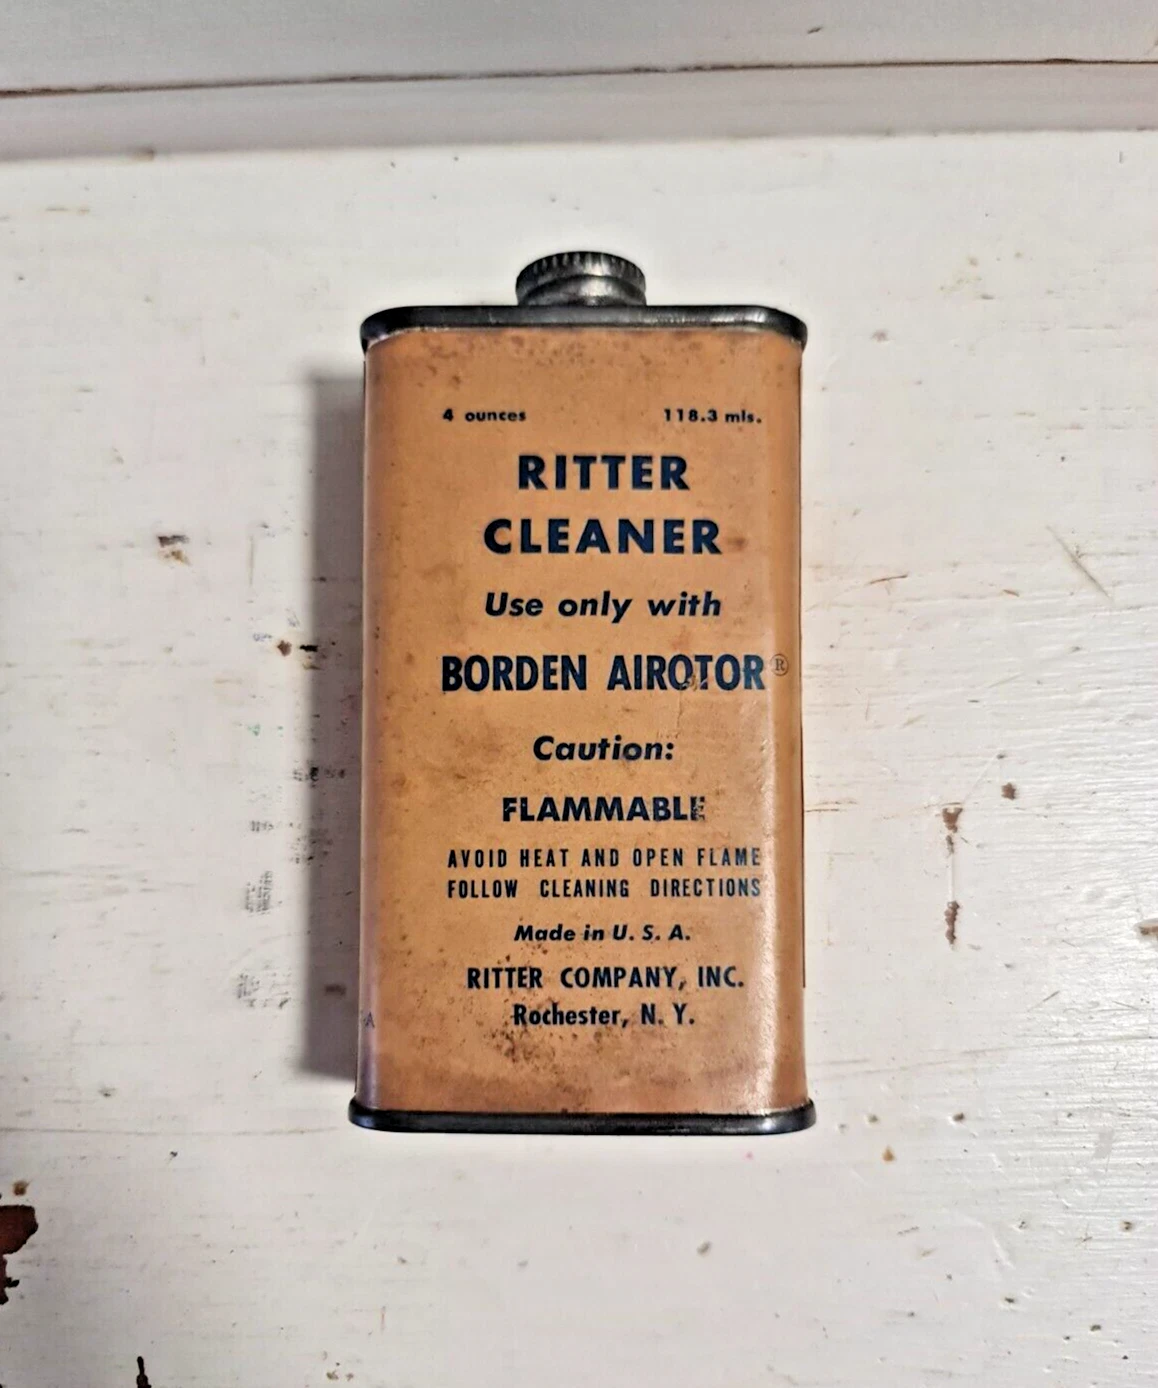 4 ounces 118.3 mls.
RITTER
CLEANER
Use only with
BORDEN AIROTOR®
Caution:
FLAMMABLE
AVOID HEAT AND OPEN FLAME
FOLLOW CLEANING DIRECTIONS
Made in U. S. A.
RITTER COMPANY, INC.
Rochester, N. Y.
A